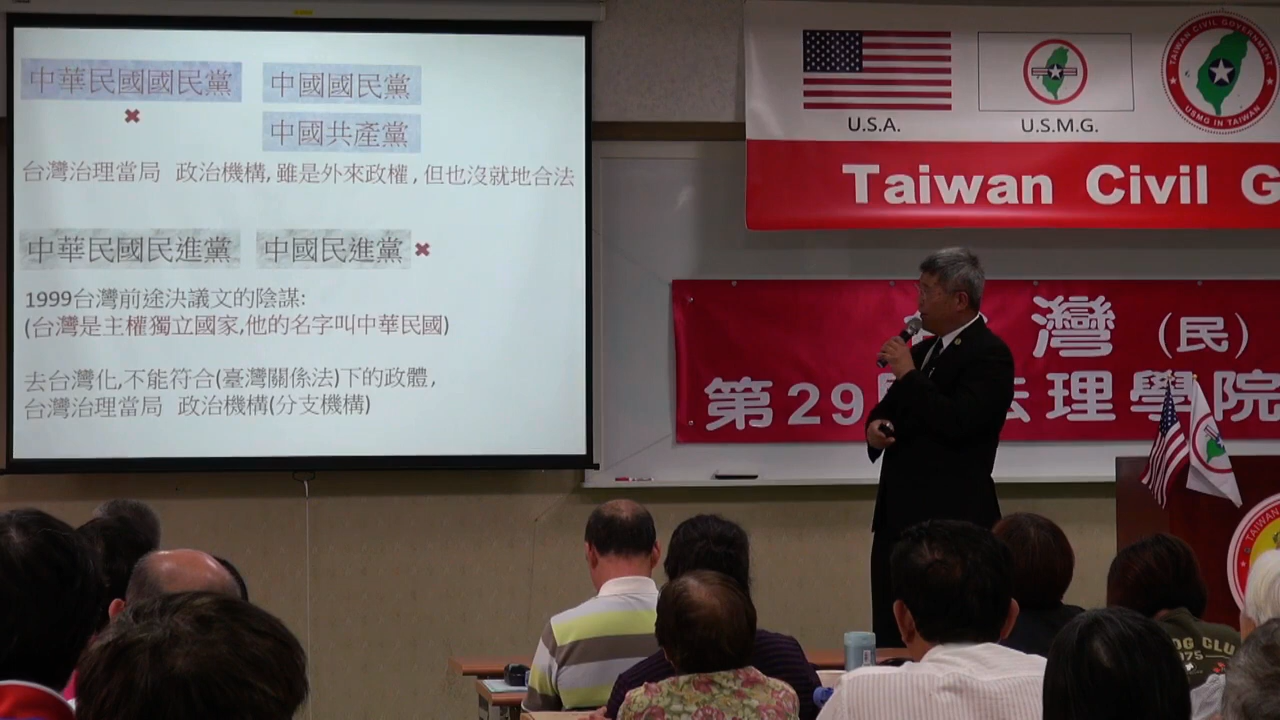 中華民國國民黨 中國國民黨
中國共產黨
台灣治理當局 政治機構,雖是外來政權,但也沒就地合法
中華民國民進黨 中國民進黨
1999台灣前途決議文的陰謀:
(台灣是主權獨立國家,他的名字叫中華民國)
去台灣化,不能符合(臺灣關係法)下的政體,
台灣治理當局 政治機構(分支機構)
U.S.A.
U.S.M.G.
TAIWAN CIVIL GOVERNMENT
USMG IN TAIWAN
Taiwan Civil G
灣(民)
第29 法理學院